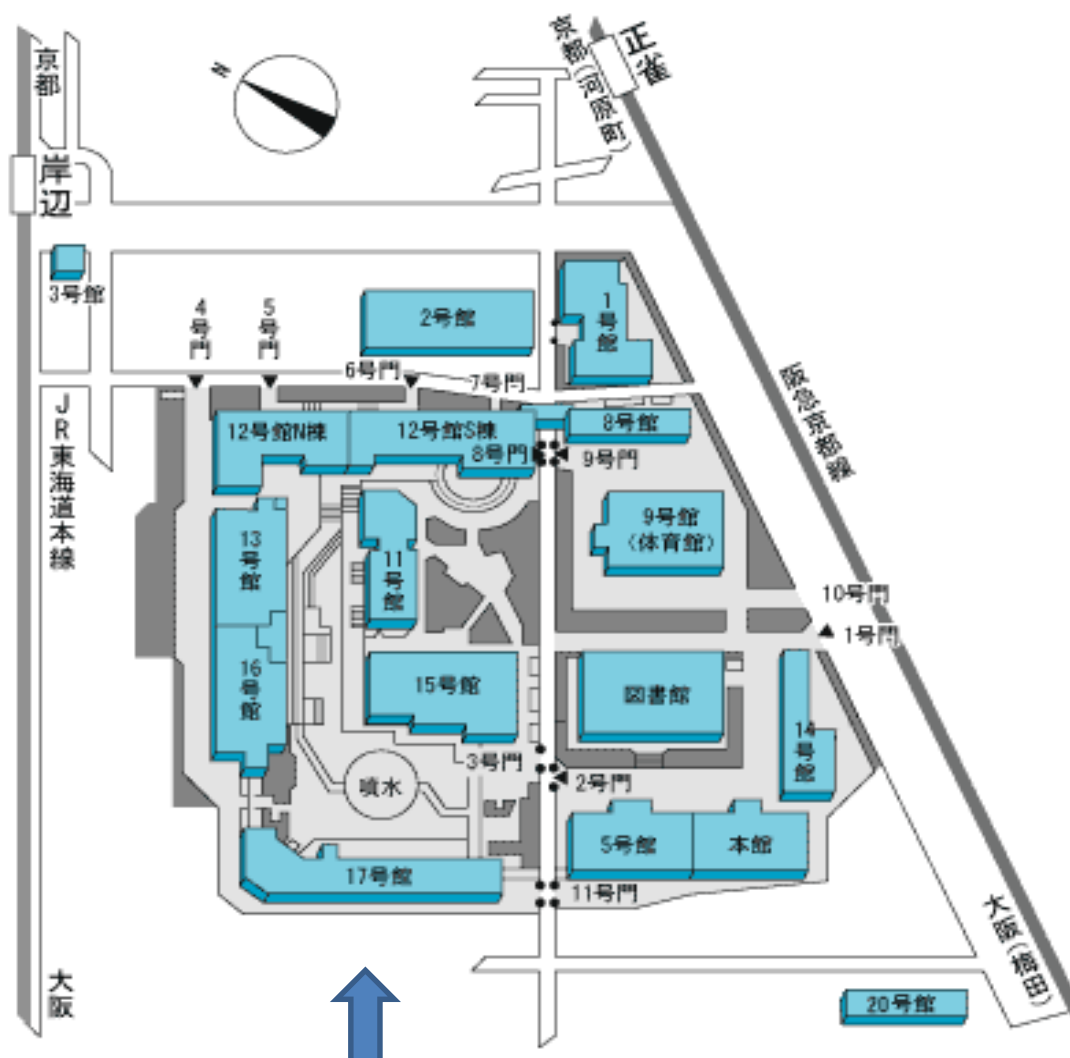 京都
岸辺
JR東海道本線
大阪
N
正雀
京都(河原町)
阪急京都線
大阪(梅田)
3号館
4号門
5号門
2号館
1号館
6号門
7号門
12号館N棟
12号館S棟
8号館
8号門
9号門
13号館
11号館
9号館
(体育館)
10号門
1号門
16号館
15号館
図書館
14号館
3号門
2号門
噴水
5号館
本館
17号館
11号門
20号館